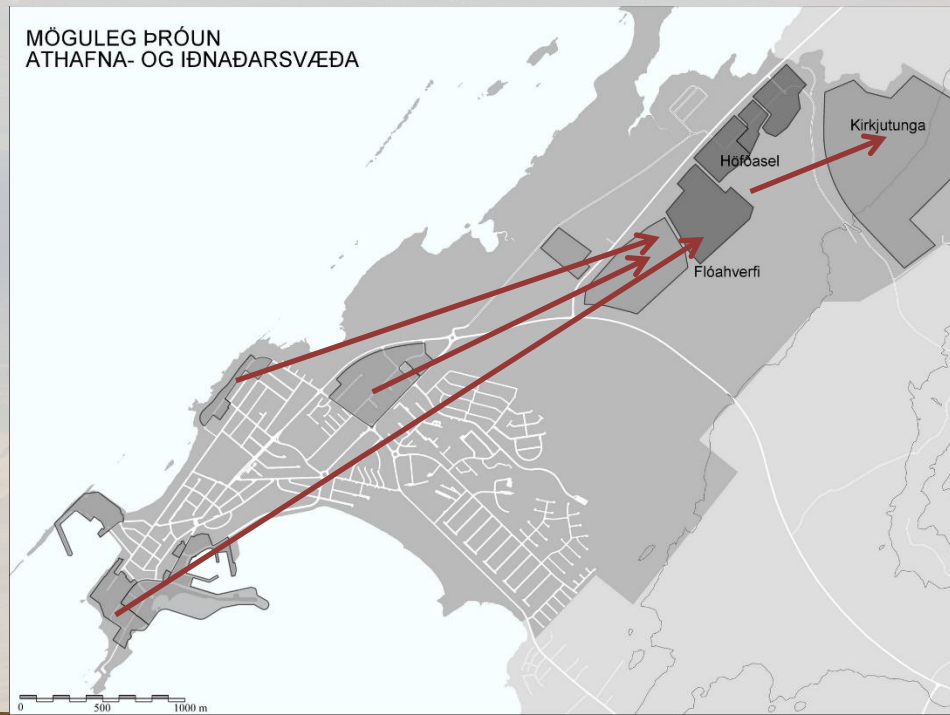 MÖGULEG ÞRÓUN
ATHAFNA- OG IÐNAÐARSVÆÐA
Kirkjutunga
Höfðasel
Flóahverfi
0 500 1000 m